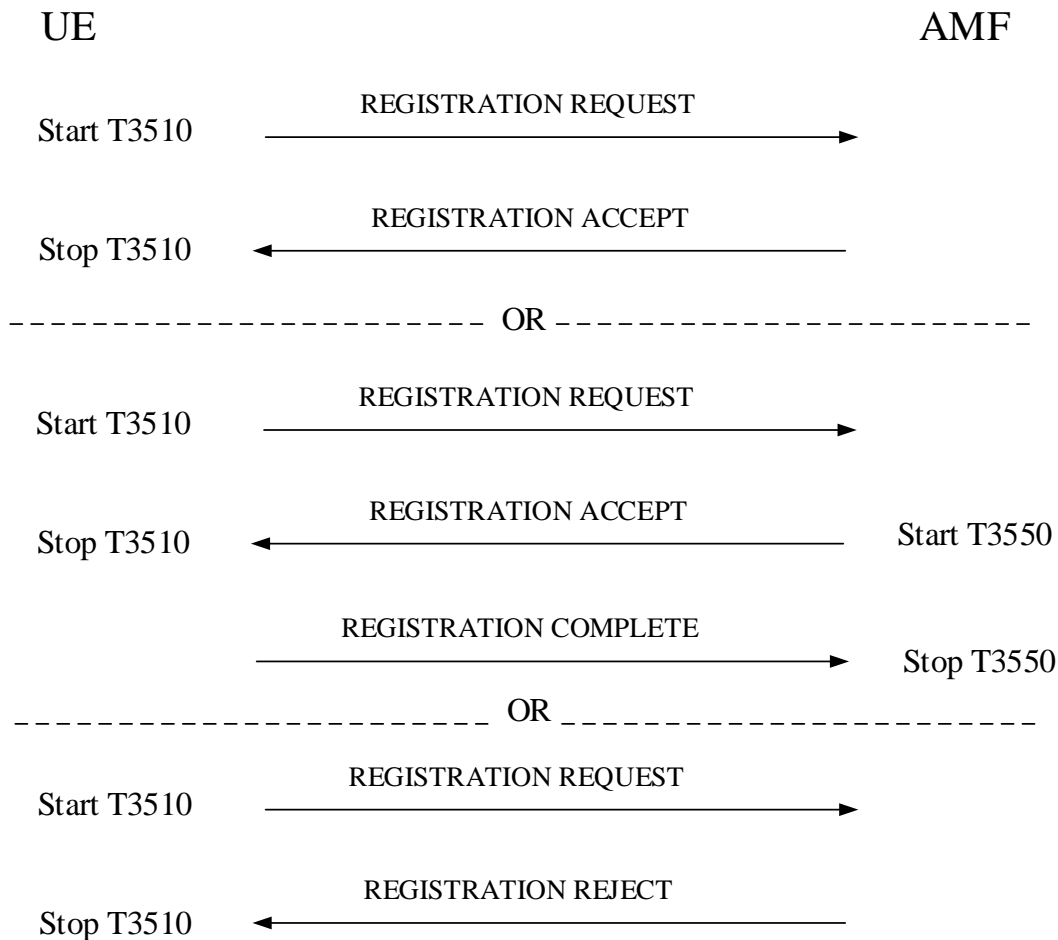 UE AMF
REGISTRATION REQUEST
Start T3510
REGISTRATION ACCEPT
Stop T3510
OR
REGISTRATION REQUEST
Start T3510
REGISTRATION ACCEPT
Stop T3510 Start T3550
REGISTRATION COMPLETE
Stop T3550
OR
REGISTRATION REQUEST
Start T3510
REGISTRATION REJECT
Stop T3510